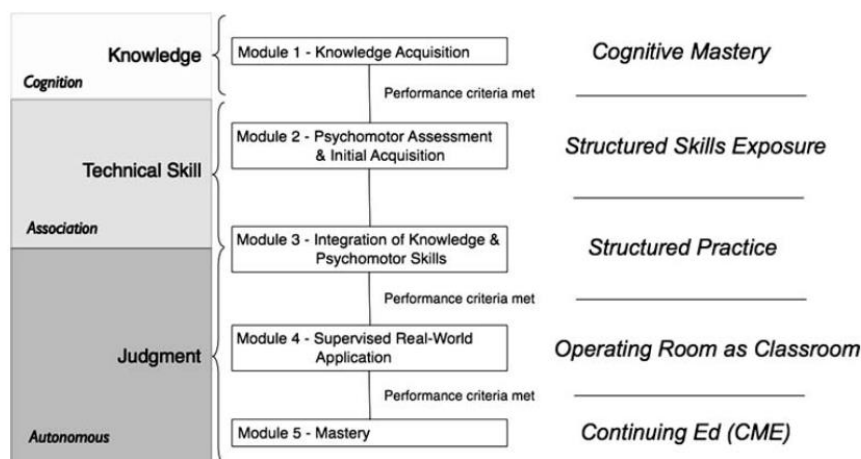 Knowledge
Cognition
Module 1 - Knowledge Acquisition
Cognitive Mastery
Performance criteria met
Technical Skill
Association
Module 2 - Psychomotor Assessment
& Initial Acquisition
Structured Skills Exposure
Module 3 - Integration of Knowledge &
Psychomotor Skills
Structured Practice
Performance criteria met
Judgment
Autonomous
Module 4 - Supervised Real-World
Application
Operating Room as Classroom
Performance criteria met
Module 5 - Mastery
Continuing Ed (CME)